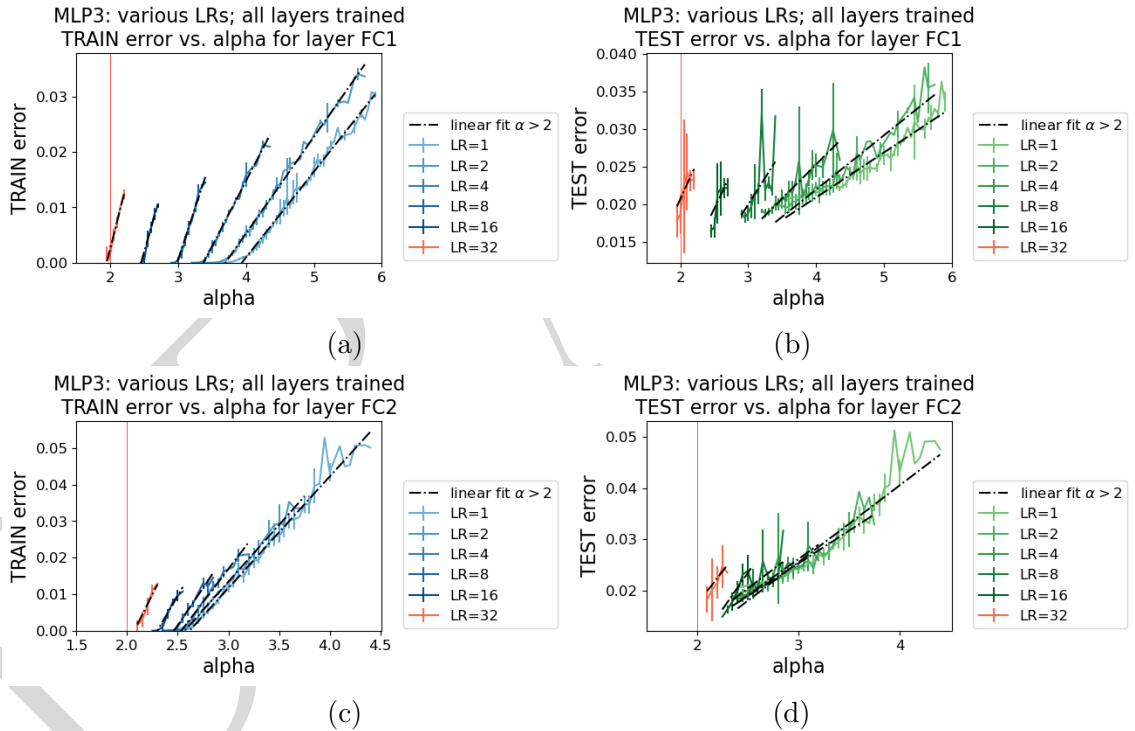 MLP3: various LRs; all layers trained
TRAIN error vs. alpha for layer FC1
TRAIN error
0.03
0.02
0.01
0.00
2
3
4
5
alpha
linear fit α > 2
LR=1
LR=2
LR=4
LR=8
LR=16
LR=32
(a)
MLP3: various LRs; all layers trained
TEST error vs. alpha for layer FC1
TEST error
0.040
0.035
0.030
0.025
0.020
0.015
2
3
4
5
6
alpha
linear fit α > 2
LR=1
LR=2
LR=4
LR=8
LR=16
LR=32
(b)
MLP3: various LRs; all layers trained
TRAIN error vs. alpha for layer FC2
TRAIN error
0.05
0.04
0.03
0.02
0.01
0.00
1.5
2.0
2.5
3.0
3.5
4.0
4.5
alpha
linear fit α > 2
LR=1
LR=2
LR=4
LR=8
LR=16
LR=32
(c)
MLP3: various LRs; all layers trained
TEST error vs. alpha for layer FC2
TEST error
0.05
0.04
0.03
0.02
2
3
4
alpha
linear fit α > 2
LR=1
LR=2
LR=4
LR=8
LR=16
LR=32
(d)